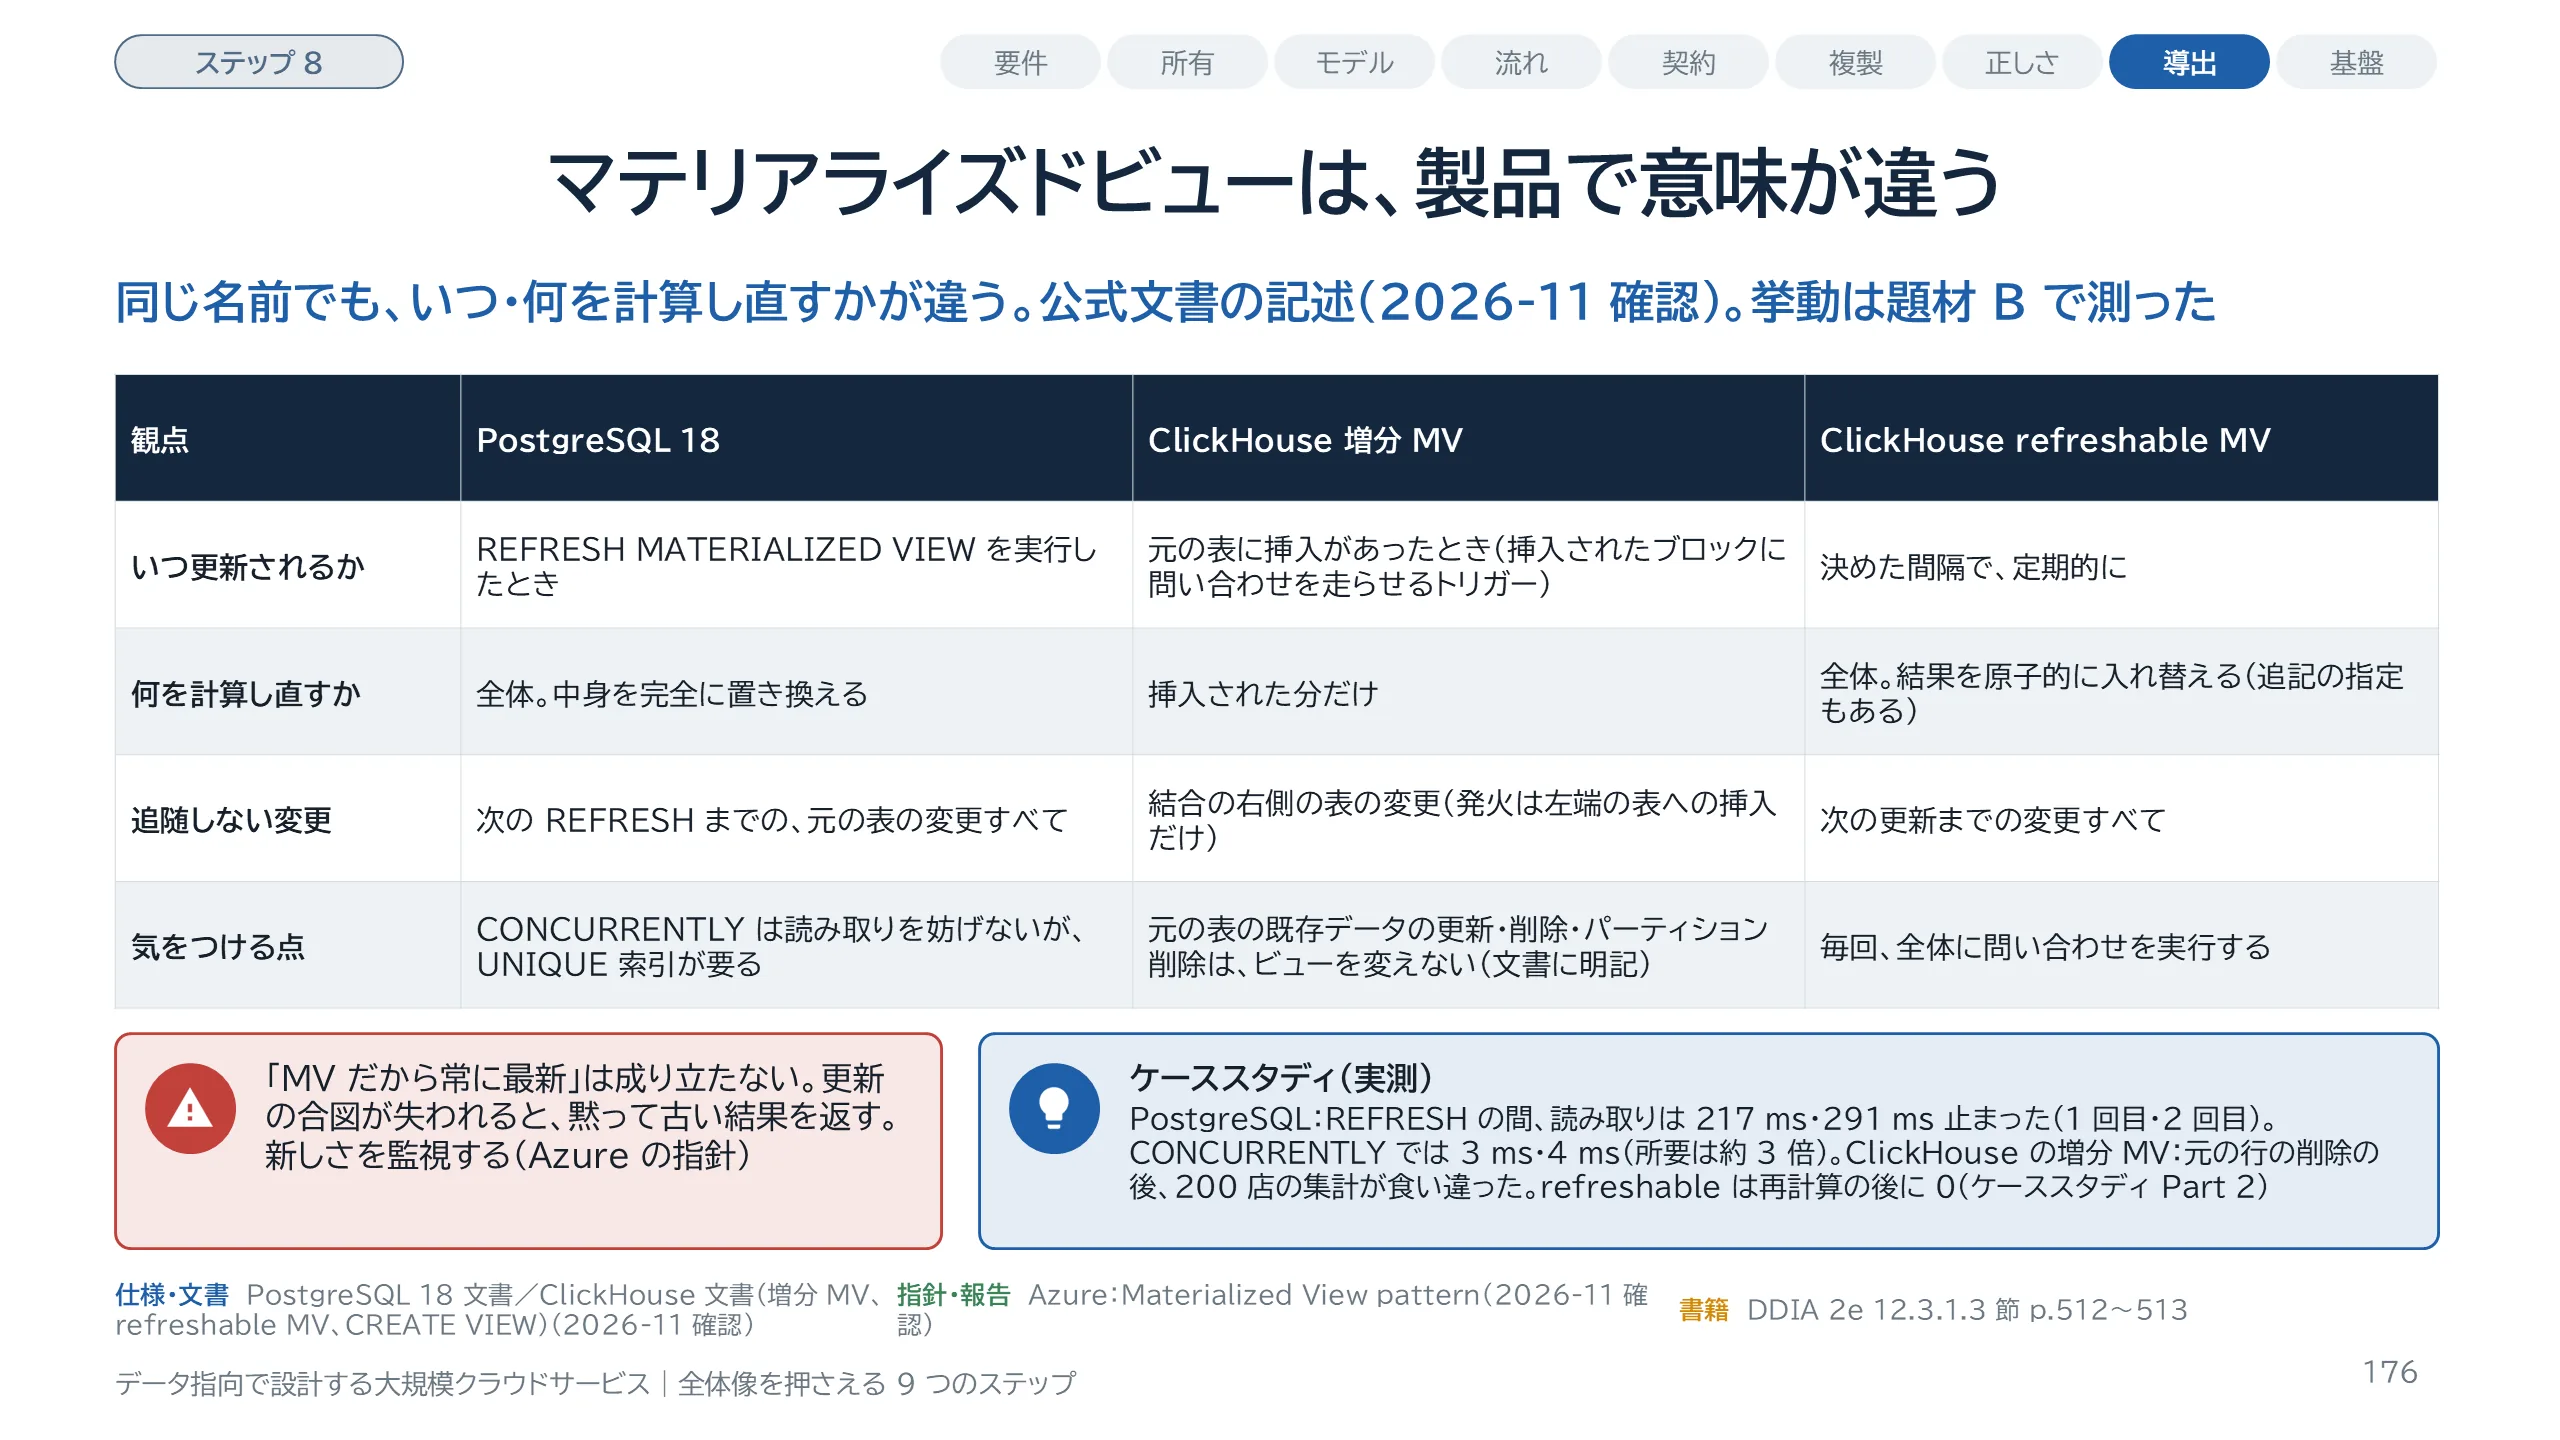 ステップ 8
要件
所有
モデル
流れ
契約
複製
正しさ
導出
基盤
マテリアライズドビューは、製品で意味が違う
同じ名前でも、いつ・何を計算し直すかが違う。公式文書の記述（2026-11 確認）。挙動は題材 B で測った
観点
PostgreSQL 18
ClickHouse 増分 MV
ClickHouse refreshable MV
いつ更新されるか
REFRESH MATERIALIZED VIEW を実行し
たとき
元の表に挿入があったとき（挿入されたブロックに
問い合わせを走らせるトリガー）
決めた間隔で、定期的に
何を計算し直すか
全体。中身を完全に置き換える
挿入された分だけ
全体。結果を原子的に入れ替える（追記の指定
もある）
追随しない変更
次の REFRESH までの、元の表の変更すべて
結合の右側の表の変更（発火は左端の表への挿入
だけ）
次の更新までの変更すべて
気をつける点
CONCURRENTLY は読み取りを妨げないが、
UNIQUE 索引が要る
元の表の既存データの更新・削除・パーティション
削除は、ビューを変えない（文書に明記）
毎回、全体に問い合わせを実行する
「MV だから常に最新」は成り立たない。更新
の合図が失われると、黙って古い結果を返す。
新しさを監視する（Azure の指針）
ケーススタディ（実測）
PostgreSQL：REFRESH の間、読み取りは 217 ms・291 ms 止まった（1 回目・2 回目）。
CONCURRENTLY では 3 ms・4 ms（所要は約 3 倍）。ClickHouse の増分 MV：元の行の削除の
後、200 店の集計が食い違った。refreshable は再計算の後に 0（ケーススタディ Part 2）
仕様・文書 PostgreSQL 18 文書／ClickHouse 文書（増分 MV、
refreshable MV、CREATE VIEW）（2026-11 確認）
指針・報告 Azure：Materialized View pattern（2026-11 確
認）
書籍 DDIA 2e 12.3.1.3 節 p.512～513
データ指向で設計する大規模クラウドサービス｜全体像を押さえる 9 つのステップ
176